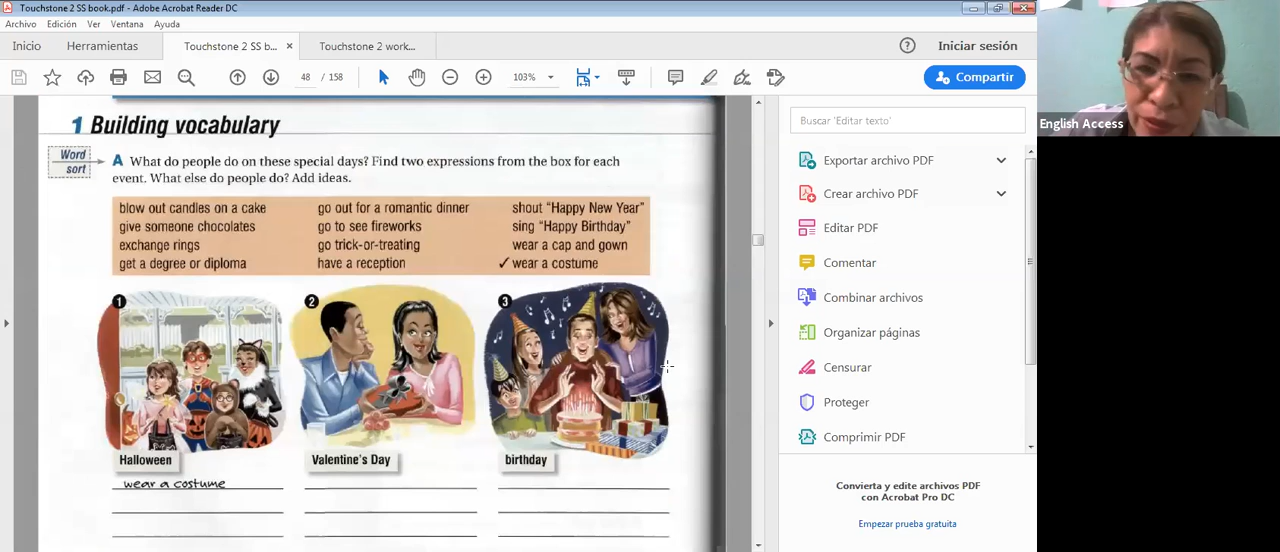 Touchstone 2 SS book.pdf - Adobe Acrobat Reader DC
Archivo Edición Ver Ventana Ayuda
Inicio Herramientas Touchstone 2 SS b... × Touchstone 2 work... Iniciar sesión
48 / 158 103% Compartir
1 Building vocabulary
Word sort
A What do people do on these special days? Find two expressions from the box for each
event. What else do people do? Add ideas.
blow out candles on a cake
give someone chocolates
exchange rings
get a degree or diploma
go out for a romantic dinner
go to see fireworks
go trick-or-treating
have a reception
shout “Happy New Year”
sing “Happy Birthday”
wear a cap and gown
✓ wear a costume
1
2
3
Halloween
Valentine's Day
birthday
wear a costume
Buscar 'Editar texto'
Exportar archivo PDF
Crear archivo PDF
Editar PDF
Comentar
Combinar archivos
Organizar páginas
Censurar
Proteger
Comprimir PDF
Convierta y edite archivos PDF
con Acrobat Pro DC
Empezar prueba gratuita
English Access